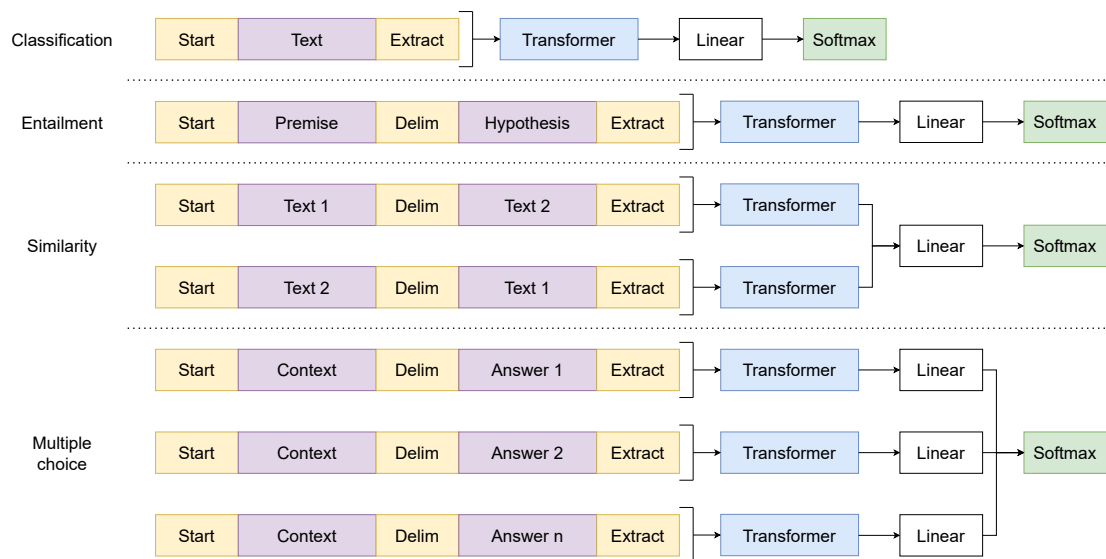 Classification Start Text Extract Transformer Linear Softmax
Entailment Start Premise Delim Hypothesis Extract Transformer Linear Softmax
Start Text 1 Delim Text 2 Extract Transformer
Similarity Linear Softmax
Start Text 2 Delim Text 1 Extract Transformer
Start Context Delim Answer 1 Extract Transformer Linear
Multiple
choice
Start Context Delim Answer 2 Extract Transformer Linear Softmax
Start Context Delim Answer n Extract Transformer Linear